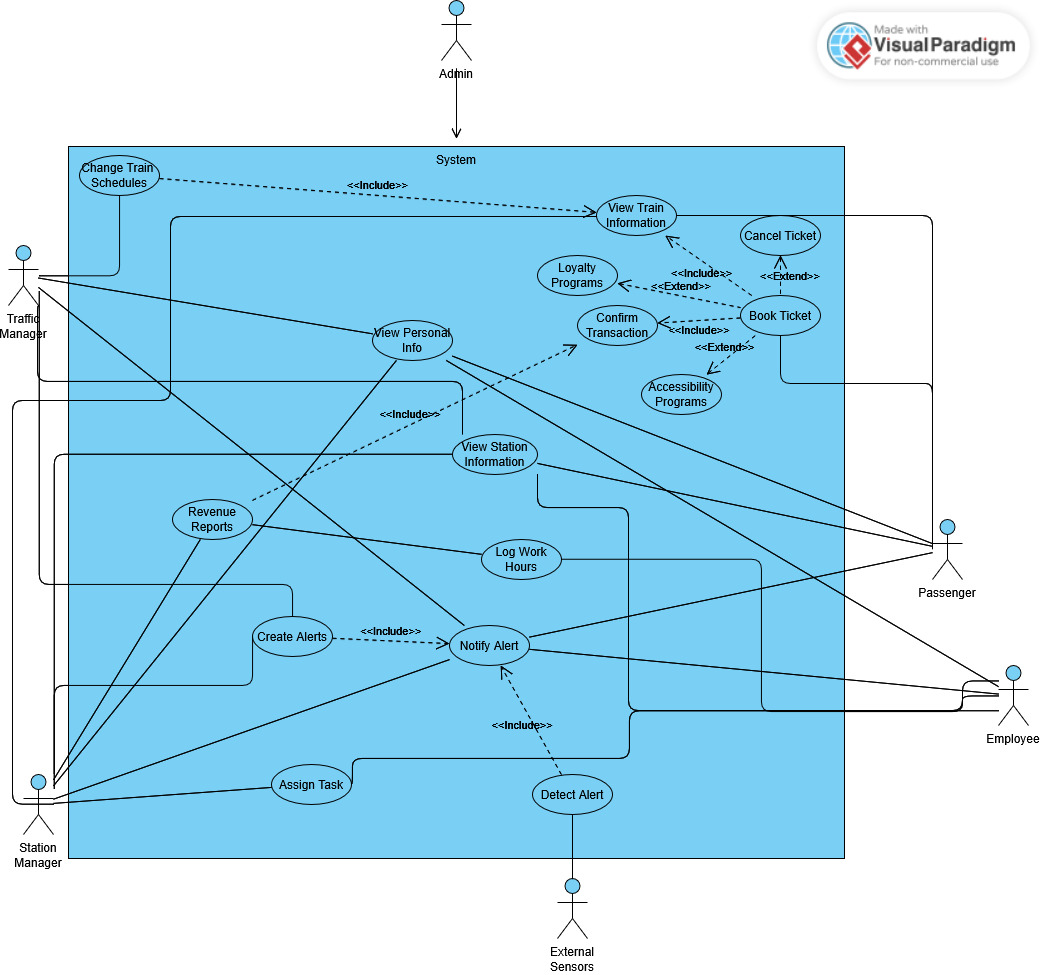 Admin
Made with
Visual Paradigm
For non-commercial use
System
Change Train
Schedules
<<Include>>
View Train
Information
Cancel Ticket
Loyalty
Programs
<<Include>>
<<Extend>>
<<Extend>>
Traffic
Manager
Confirm
Transaction
<<Include>>
Book Ticket
View Personal
Info
<<Extend>>
Accessibility
Programs
<<Include>>
View Station
Information
Revenue
Reports
Log Work
Hours
Passenger
Create Alerts
<<Include>>
Notify Alert
<<Include>>
Employee
Assign Task
Detect Alert
Station
Manager
External
Sensors